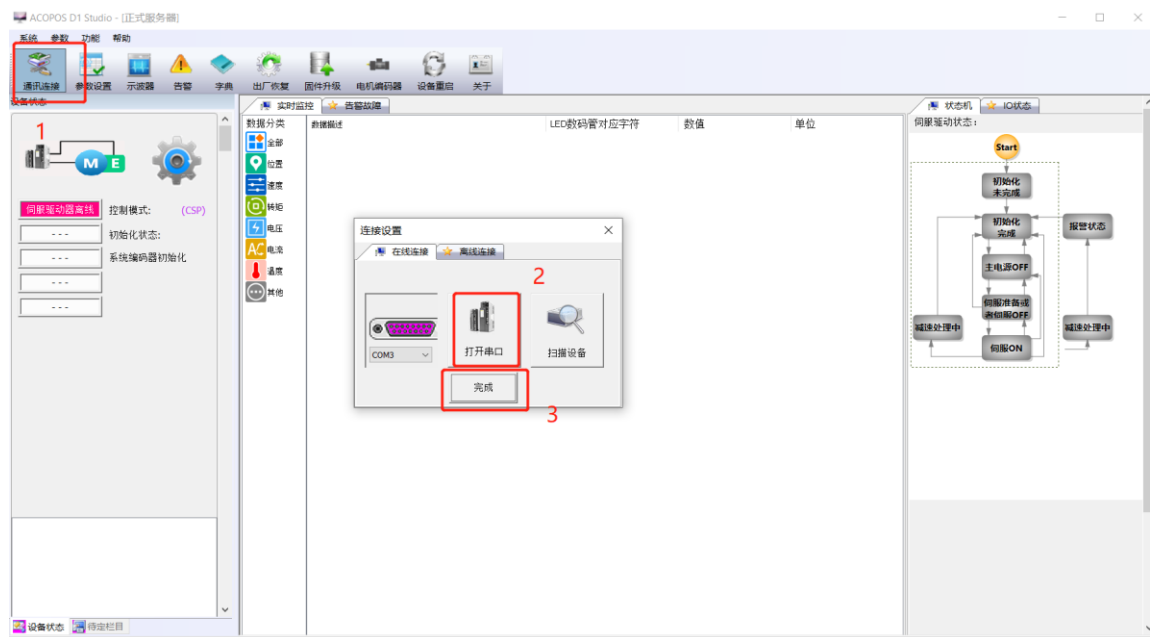 ACOPOS D1 Studio - [正式服务器]
系统 参数 功能 帮助
通讯连接 参数设置 示波器 告警 字典 出厂恢复 固件升级 电机编码器 设备重启 关于
设备状态
1
M E
伺服驱动器离线 控制模式: (CSP)
- - - 初始化状态:
- - - 系统编码器初始化
- - -
- - -
设备状态 待定栏目
实时监控 告警故障
数据分类 数据描述 LED数码管对应字符 数值 单位
全部
位置
速度
转矩
电压
AC 电流
温度
其他
连接设置
在线连接 离线连接
2
COM3
打开串口
扫描设备
完成
3
状态机 IO状态
伺服驱动状态:
Start
初始化
未完成
初始化
完成
报警状态
主电源OFF
伺服准备或
者伺服OFF
减速处理中
减速处理中
伺服ON